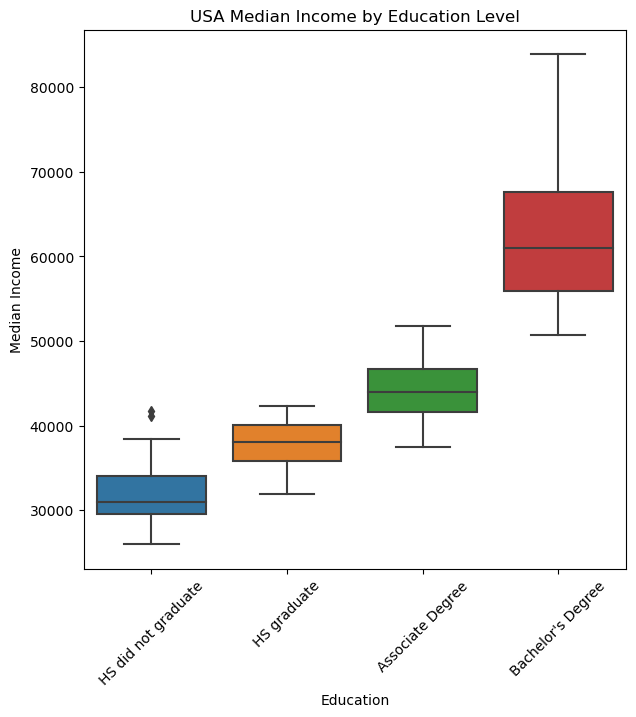 USA Median Income by Education Level
Median Income
80000
70000
60000
50000
40000
30000
HS did not graduate
HS graduate
Associate Degree
Bachelor's Degree
Education